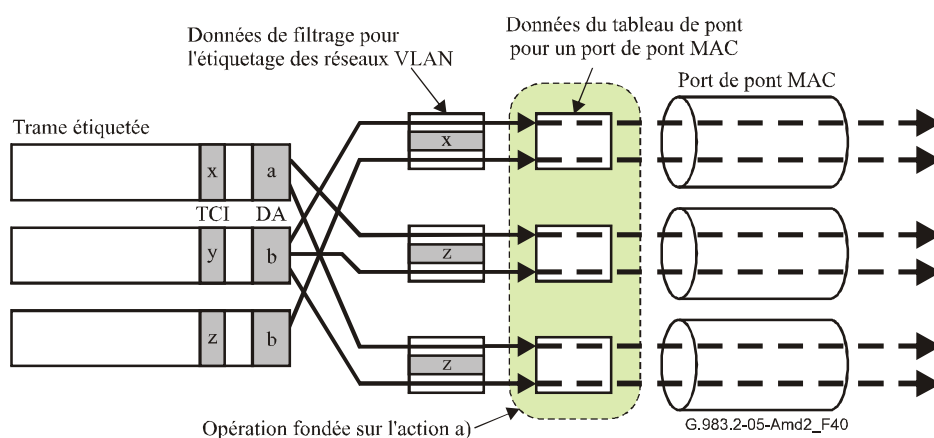 Données de filtrage pour
l'étiquetage des réseaux VLAN
Données du tableau de pont
pour un port de pont MAC
Port de pont MAC
Trame étiquetée
x
a
x
TCI
DA
y
b
z
z
b
z
Opération fondée sur l'action a)
G.983.2-05-Amd2_F40